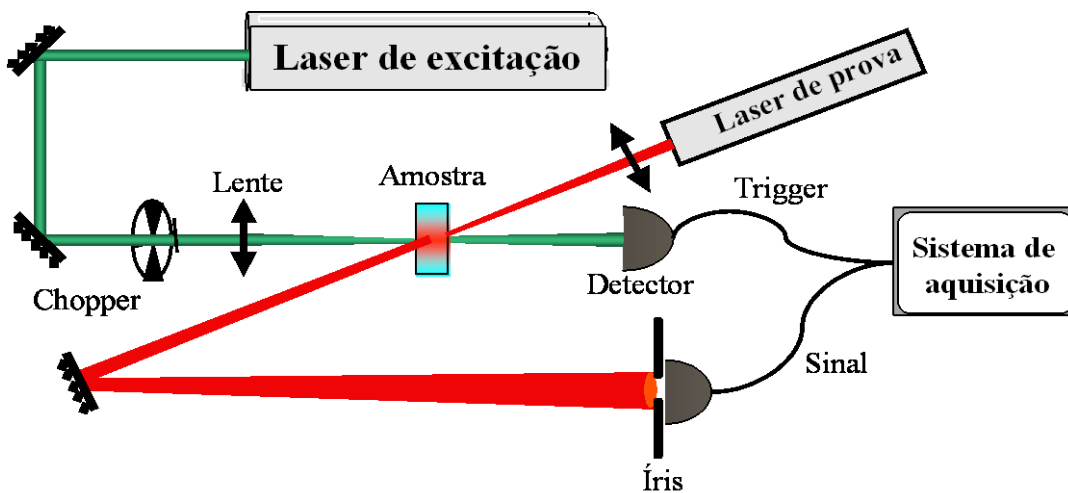 Laser de excitação
Laser de prova
Lente
Amostra
Trigger
Chopper
Detector
Sistema de
aquisição
Sinal
Íris